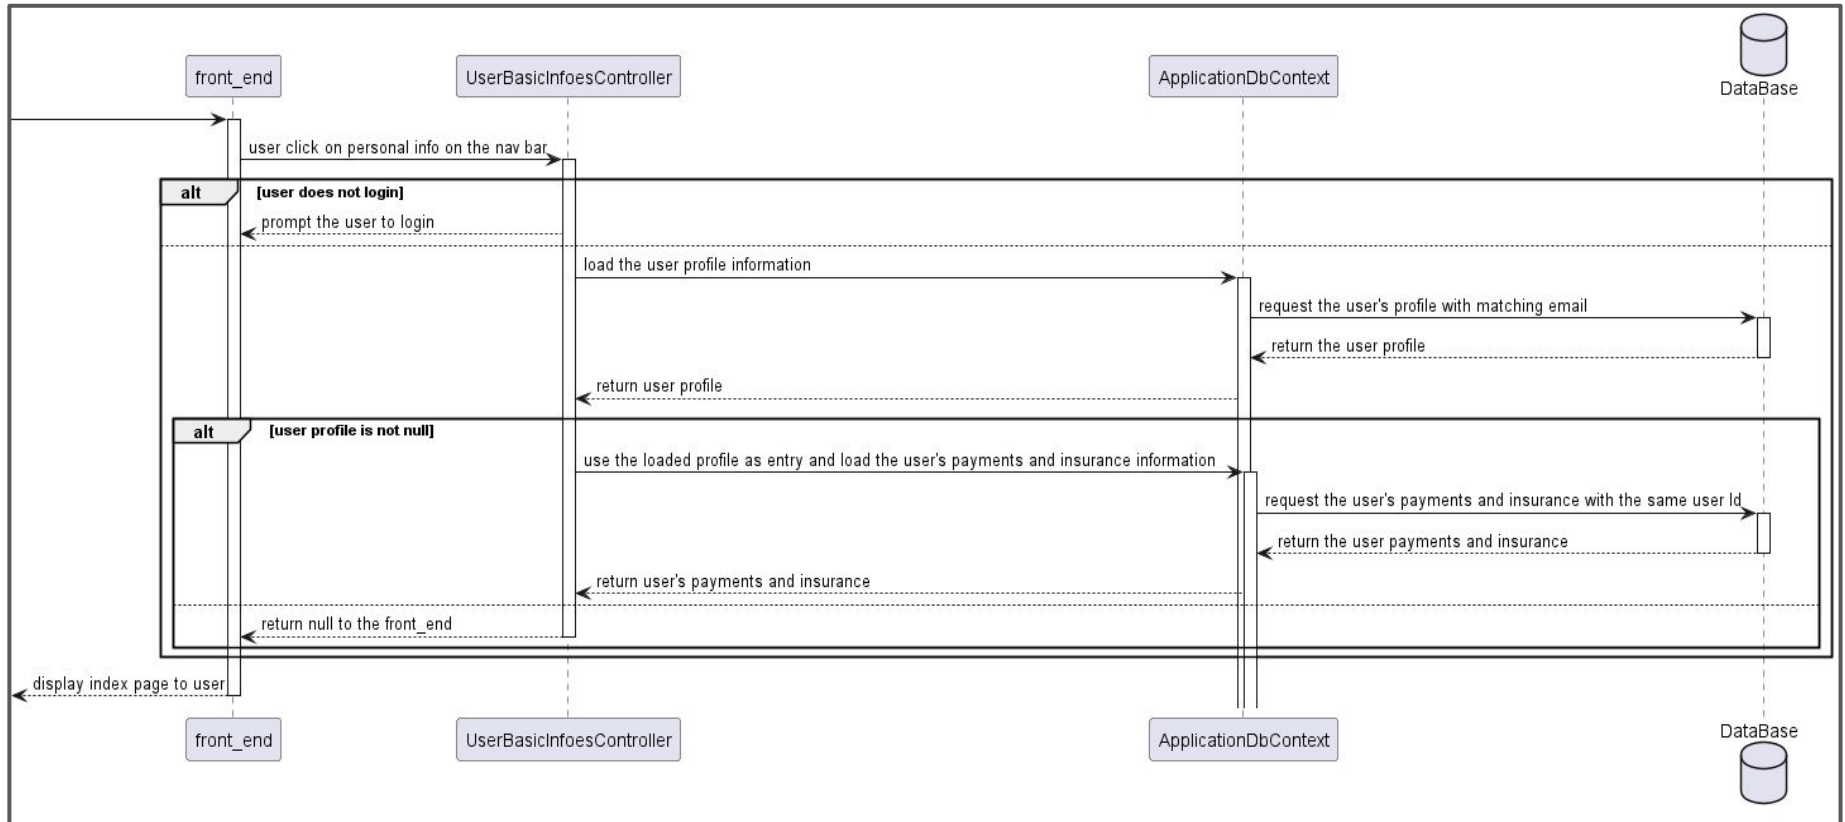 DataBase
front_end
UserBasicInfoesController
ApplicationDbContext
user click on personal info on the nav bar
alt
[user does not login]
prompt the user to login
load the user profile information
request the user's profile with matching email
return the user profile
return user profile
alt
[user profile is not null]
use the loaded profile as entry and load the user's payments and insurance information
request the user's payments and insurance with the same user Id
return the user payments and insurance
return user's payments and insurance
return null to the front_end
display index page to user
front_end
UserBasicInfoesController
ApplicationDbContext
DataBase